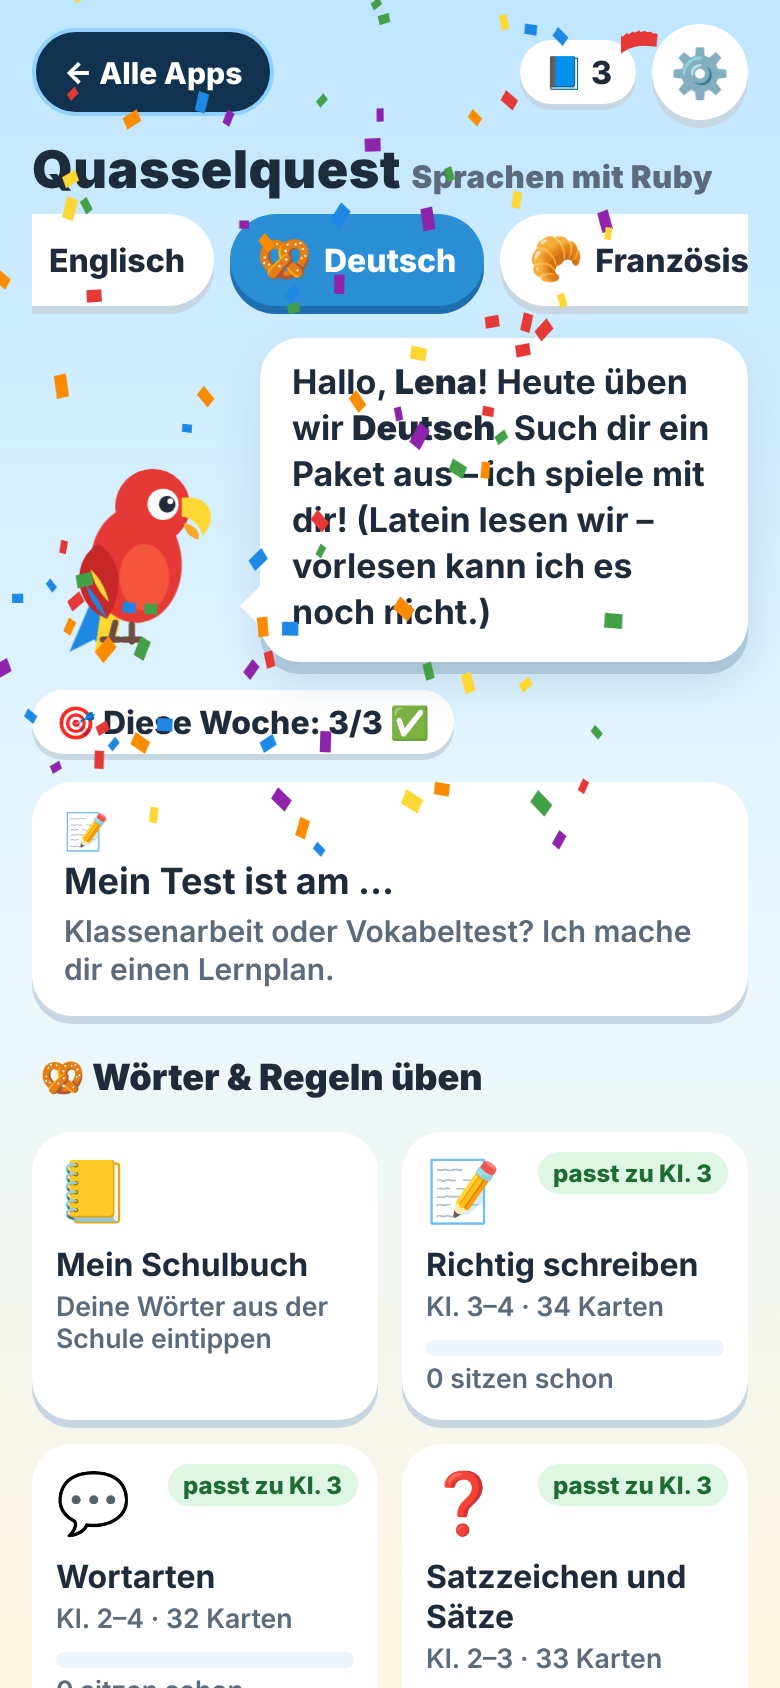 ← Alle Apps
3
Quasselquest Sprachen mit Ruby
Englisch
Deutsch
Französis
Hallo, Lena! Heute üben
wir Deutsch. Such dir ein
Paket aus – ich spiele mit
dir! (Latein lesen wir –
vorlesen kann ich es
noch nicht.)
Diese Woche: 3/3 ✅
Mein Test ist am …
Klassenarbeit oder Vokabeltest? Ich mache
dir einen Lernplan.
Wörter & Regeln üben
Mein Schulbuch
Deine Wörter aus der
Schule eintippen
passt zu Kl. 3
Richtig schreiben
Kl. 3–4 · 34 Karten
0 sitzen schon
passt zu Kl. 3
Wortarten
Kl. 2–4 · 32 Karten
0 sitzen schon
passt zu Kl. 3
Satzzeichen und
Sätze
Kl. 2–3 · 33 Karten